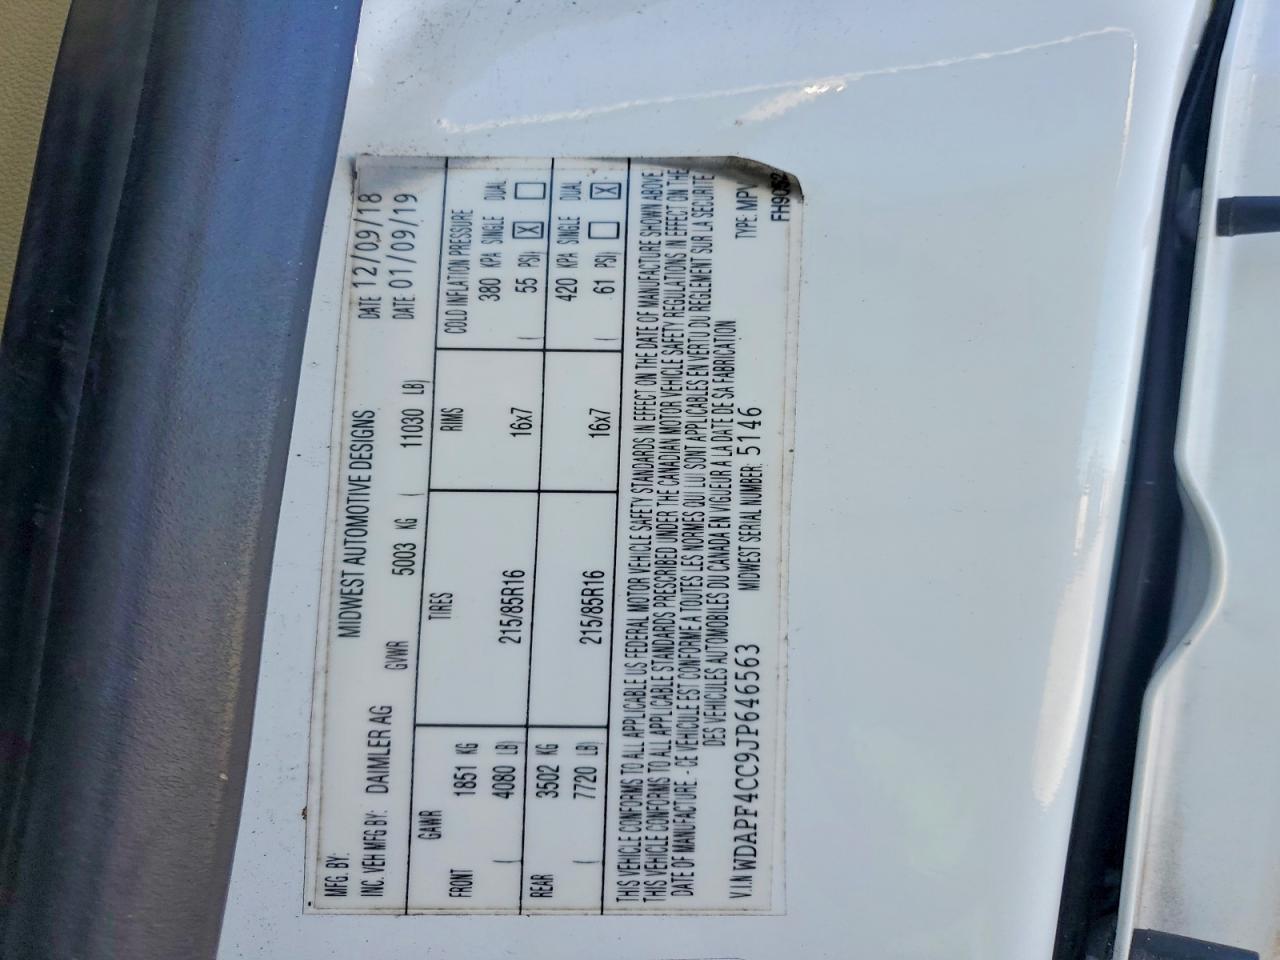 MFG. BY: MIDWEST AUTOMOTIVE DESIGNS DATE 12/09/18
INC. VEH MFG BY: DAIMLER AG DATE 01/09/19
GVWR 5003 KG ( 11030 LB)
GAWR TIRES RIMS COLD INFLATION PRESSURE
FRONT 1851 KG 380 KPA SINGLE DUAL
( 4080 LB) 215/85R16 16x7 ( 55 PSI) X
REAR 3502 KG 420 KPA SINGLE DUAL
( 7720 LB) 215/85R16 16x7 ( 61 PSI) X
THIS VEHICLE CONFORMS TO ALL APPLICABLE US FEDERAL MOTOR VEHICLE SAFETY STANDARDS IN EFFECT ON THE DATE OF MANUFACTURE SHOWN ABOVE
THIS VEHICLE CONFORMS TO ALL APPLICABLE STANDARDS PRESCRIBED UNDER THE CANADIAN MOTOR VEHICLE SAFETY REGULATIONS IN EFFECT ON THE
DATE OF MANUFACTURE - CE VEHICULE EST CONFORME A TOUTES LES NORMES QUI LU SONT APPLICABLES EN VERTU DU REGLEMENT SUR LA SECURITE
DES VEHICULES AUTOMOBILES DU CANADA EN VIGUEUR A LA DATE DE SA FABRICATION
V.I.N WDAPF4CC9JP646563 MIDWEST SERIAL NUMBER: 5146 TYPE: MPV